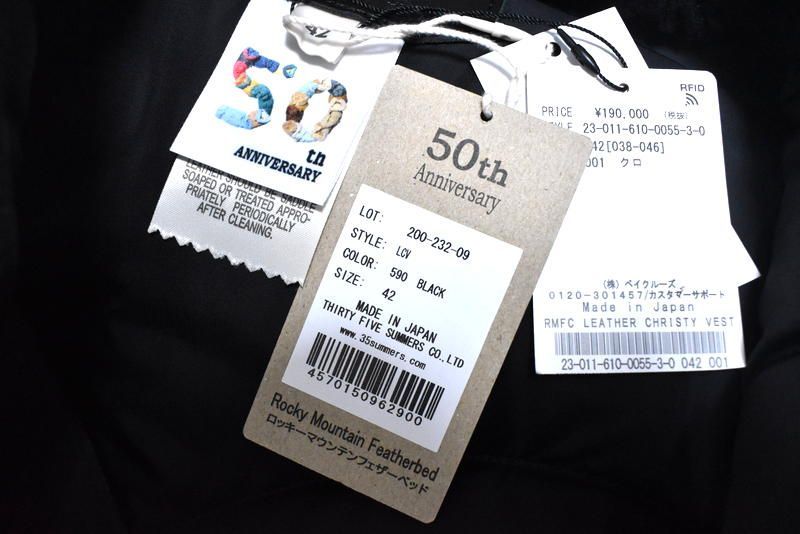 42
50
th
ANNIVERSARY
LEATHER SHOULD BE SADDLE
SOAPED OR TREATED APPRO-
PRIATELY PERIODICALLY
AFTER CLEANING.
50th
Anniversary
LOT: 200-232-09
STYLE: LCV
COLOR: 590 BLACK
SIZE: 42
MADE IN JAPAN
THIRTY FIVE SUMMERS CO., LTD
www.35summers.com
4570150962900
Rocky Mountain Featherbed
ロッキーマウンテンフェザーベッド
RFID
PRICE ¥190,000 (税抜)
STYLE 23-011-610-0055-3-0
42[038-046]
001 クロ
(株) ベイクルーズ
0120-301457/カスタマーサポート
Made in Japan
RMFC LEATHER CHRISTY VEST
23-011-610-0055-3-0 042 001